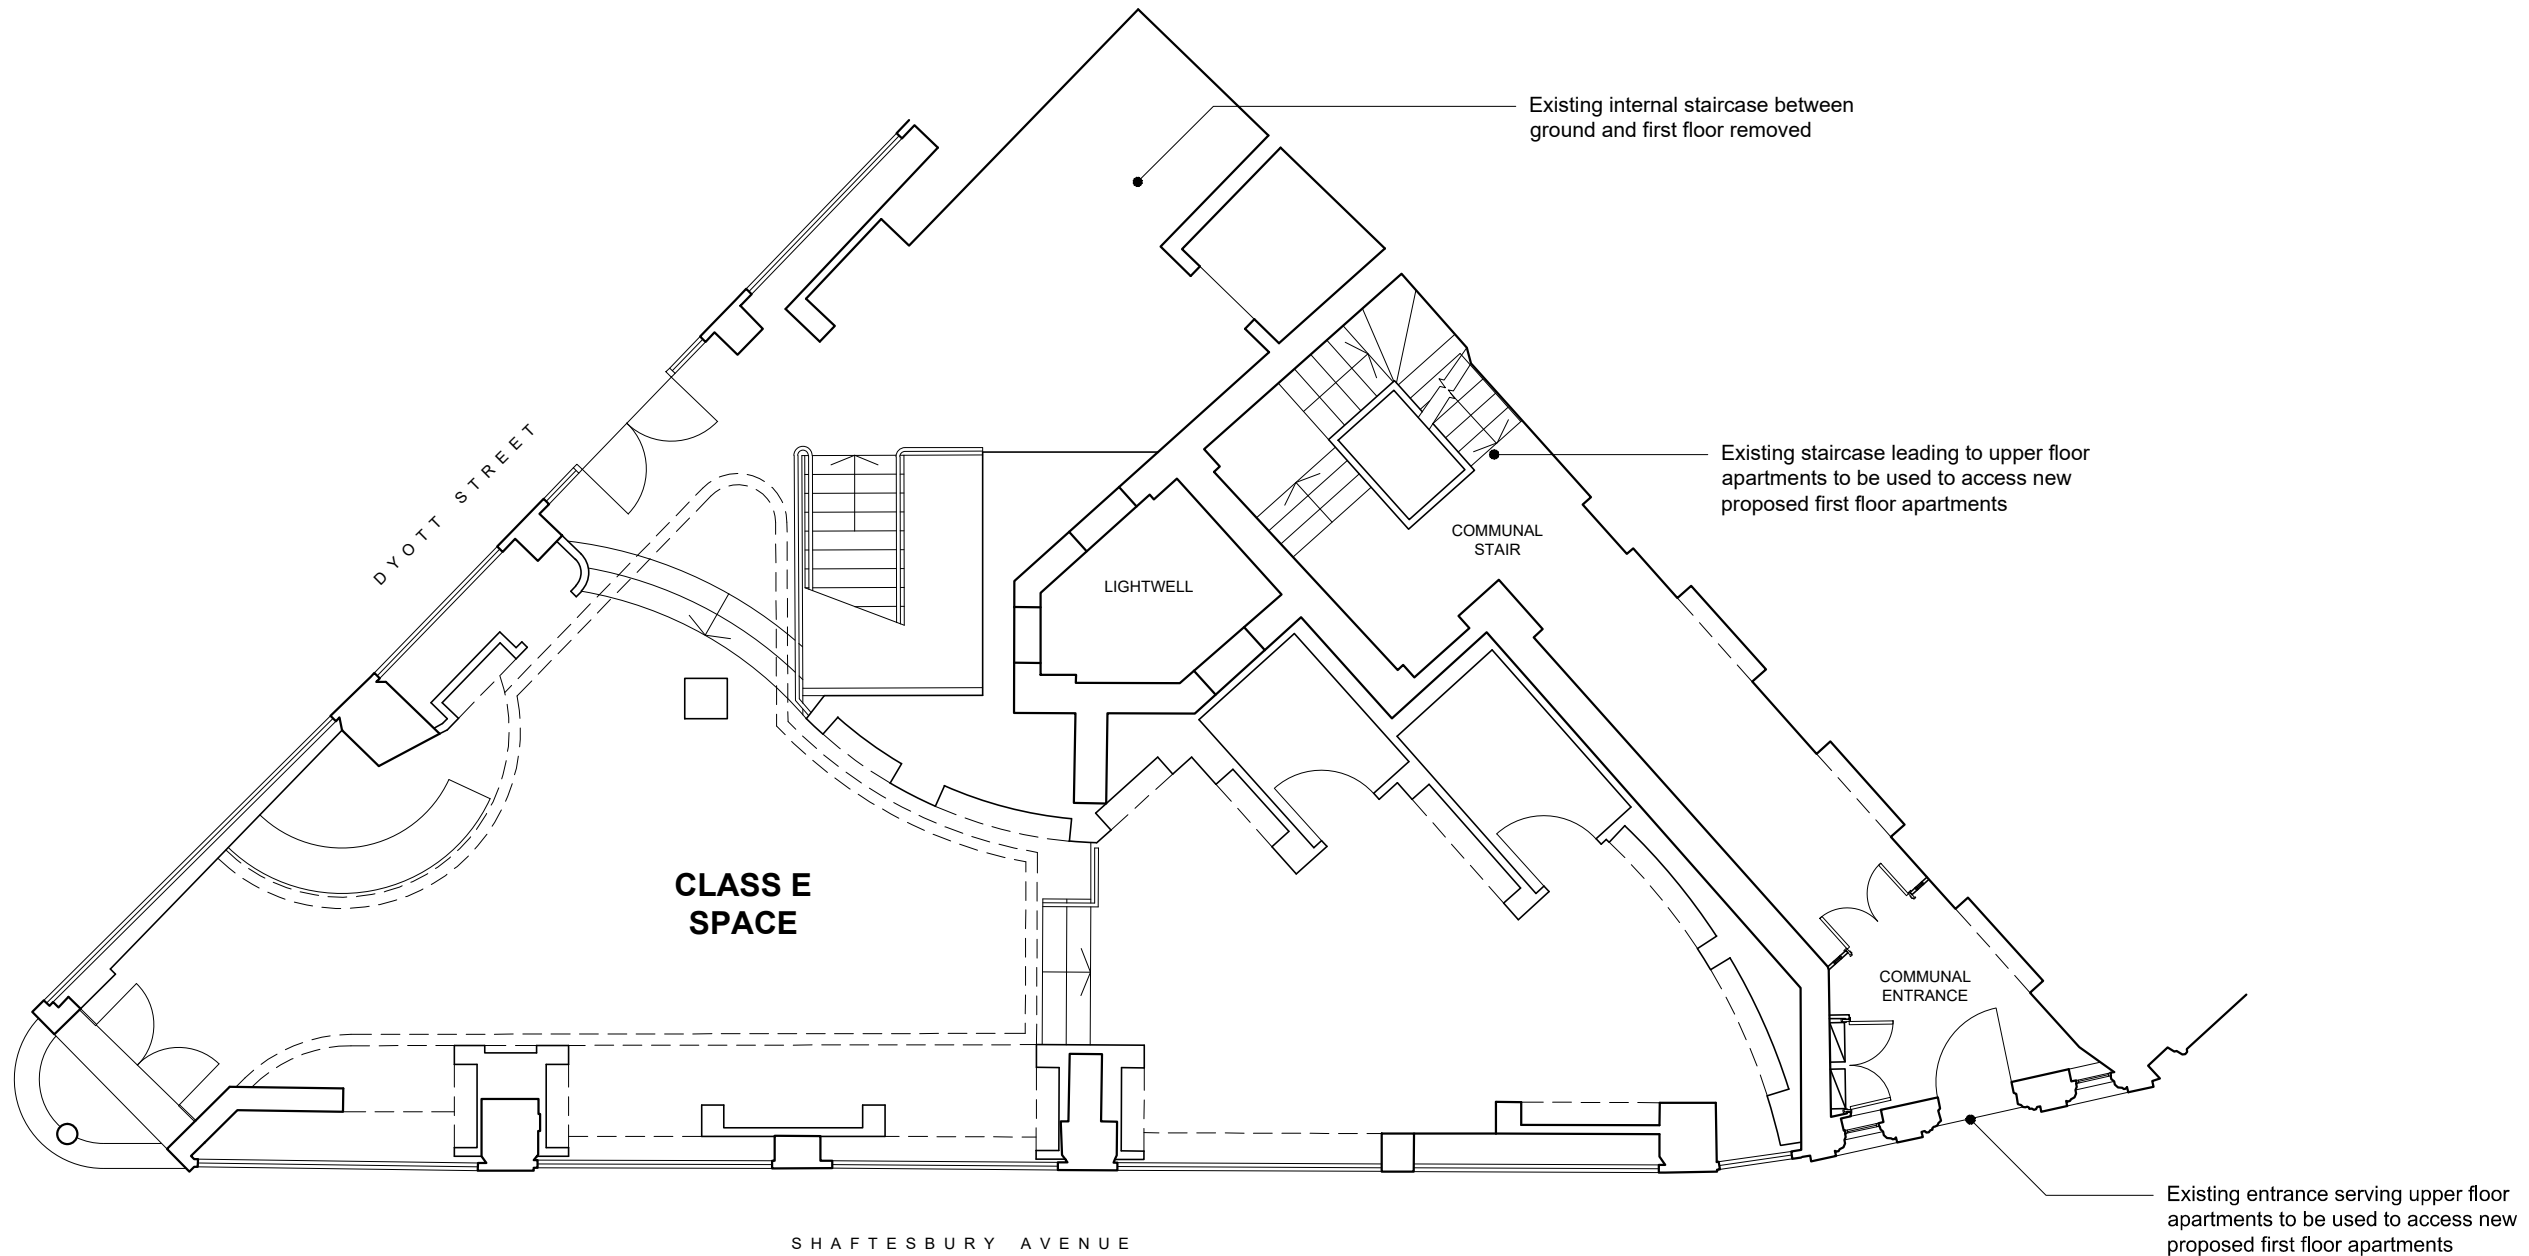 Existing internal staircase between
ground and first floor removed
DYOTT STREET
Existing staircase leading to upper floor
apartments to be used to access new
proposed first floor apartments
COMMUNAL
STAIR
LIGHTWELL
CLASS E
SPACE
COMMUNAL
ENTRANCE
Existing entrance serving upper floor
apartments to be used to access new
proposed first floor apartments
SHAFTESBURY AVENUE